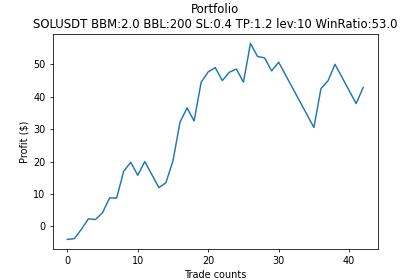 Portfolio
SOLUSDT BBM:2.0 BBL:200 SL:0.4 TP:1.2 lev:10 WinRatio:53.0
50
40
30
20
10
0
Profit ($)
0 10 20 30 40
Trade counts